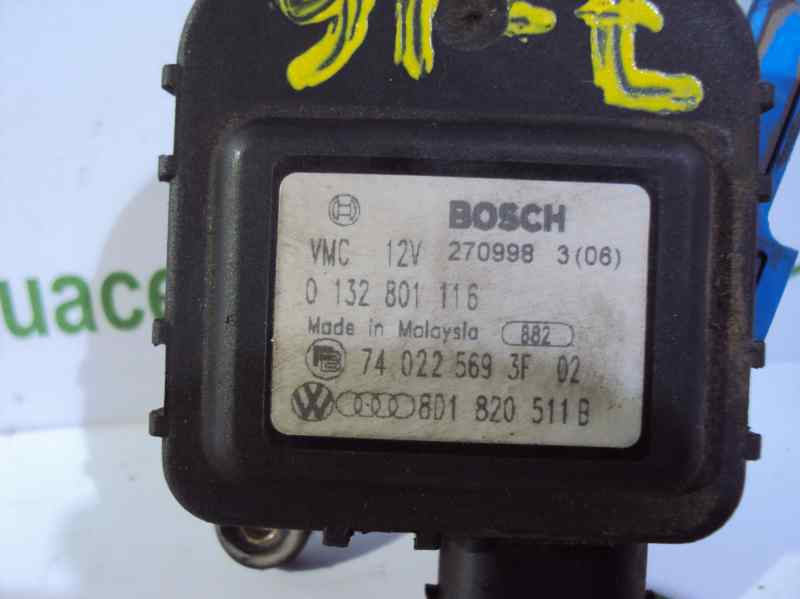 BOSCH
VMC 12V 270998 3(06)
0 132 801 116
Made in Malaysia 882
74 022 569 3F 02
8D1 820 511 B
uace